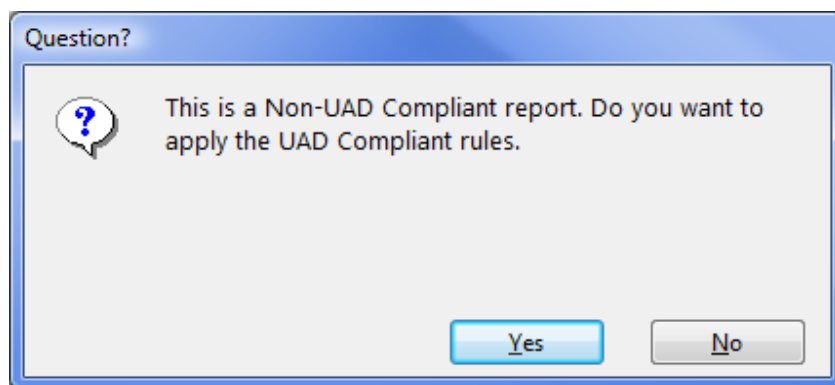 Question?
This is a Non-UAD Compliant report. Do you want to
apply the UAD Compliant rules.
Yes
No